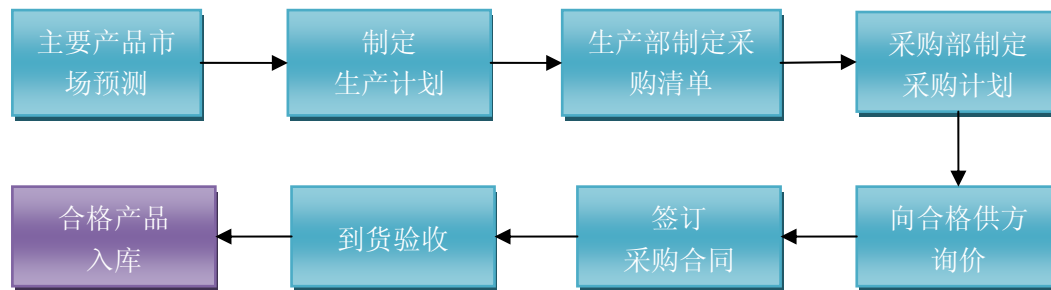 主要产品市
场预测
制定
生产计划
生产部制定采
购清单
采购部制定
采购计划
向合格供方
询价
签订
采购合同
到货验收
合格产品
入库